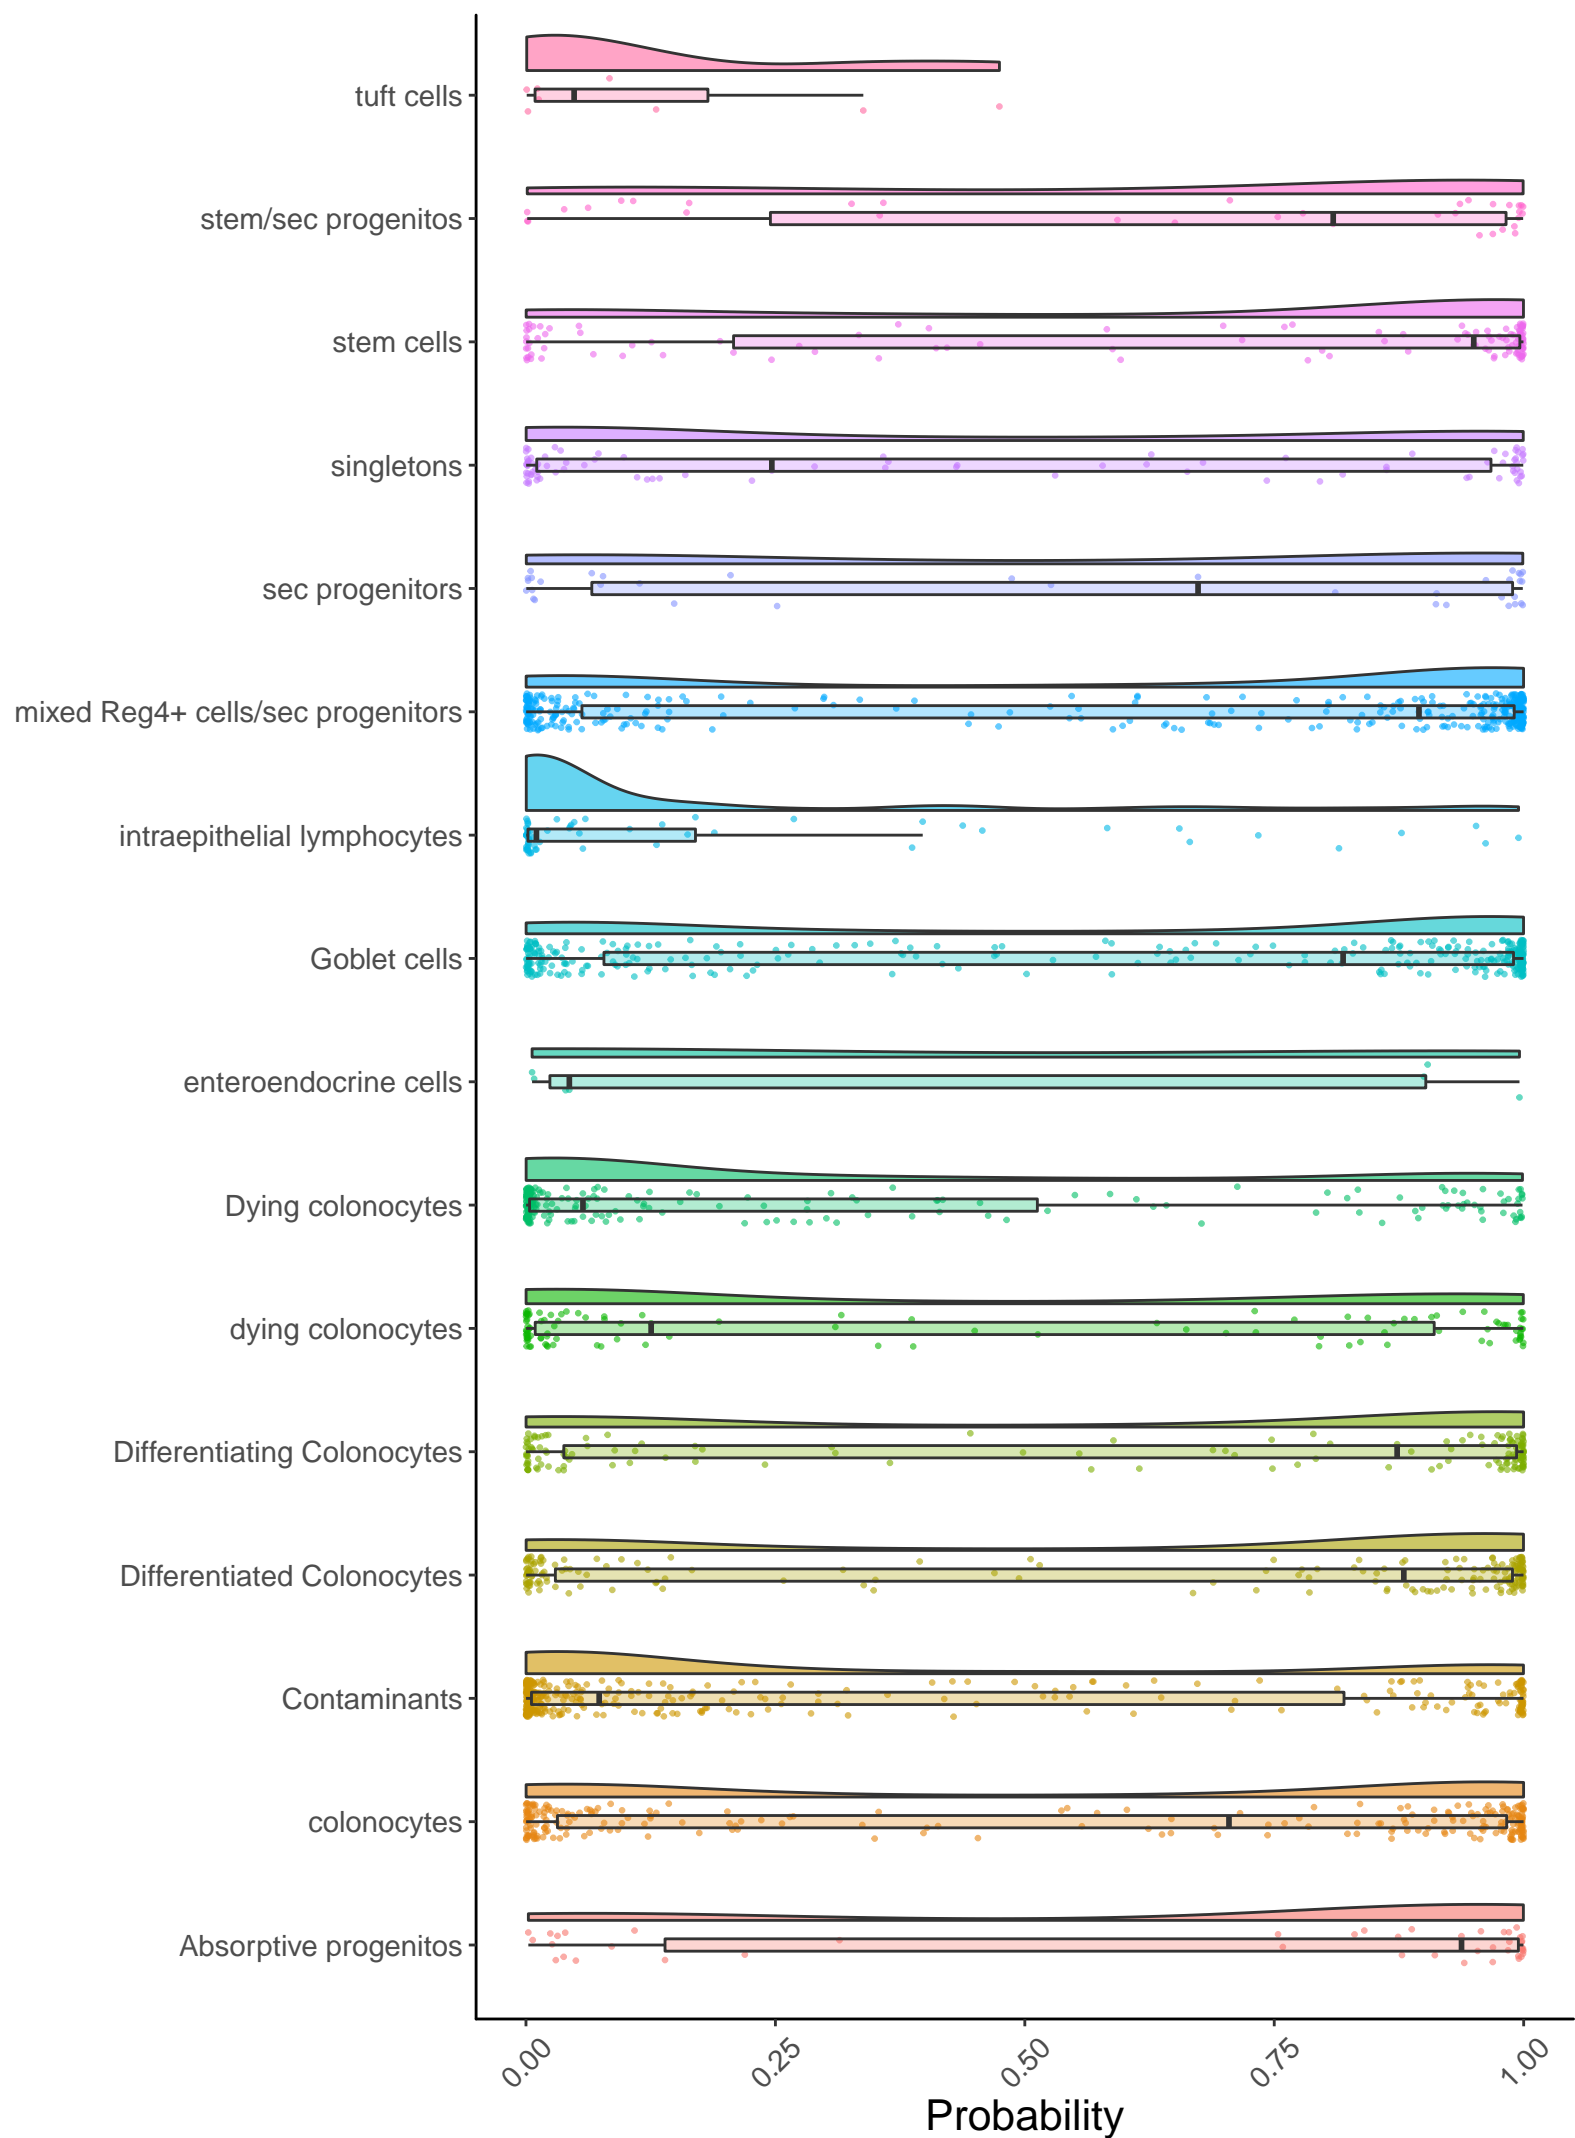 tuft cells
stem/sec progenitos
stem cells
singletons
sec progenitors
mixed Reg4+ cells/sec progenitors
intraepithelial lymphocytes
Goblet cells
enteroendocrine cells
Dying colonocytes
dying colonocytes
Differentiating Colonocytes
Differentiated Colonocytes
Contaminants
colonocytes
Absorptive progenitos
0.00 0.25 0.50 0.75 1.00
Probability